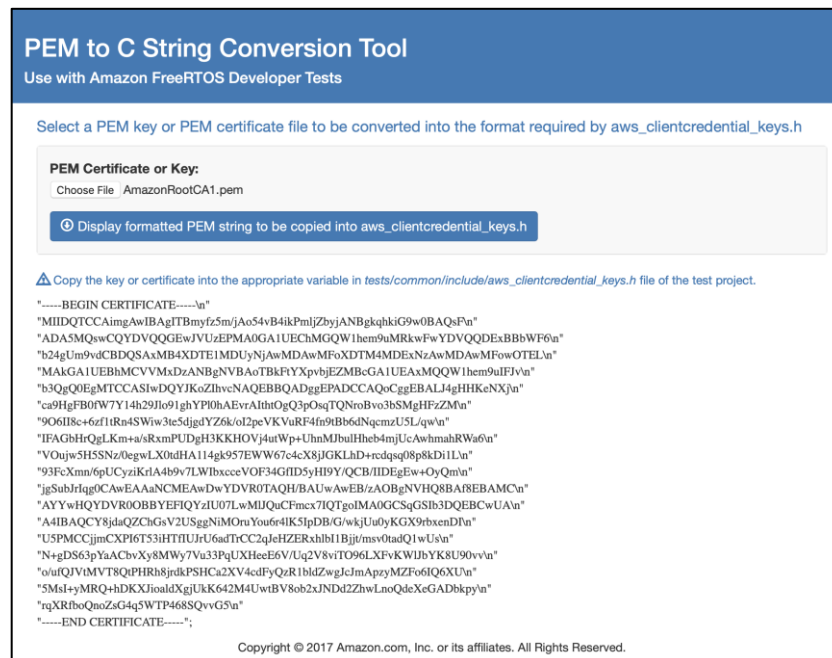 PEM to C String Conversion Tool
Use with Amazon FreeRTOS Developer Tests
Select a PEM key or PEM certificate file to be converted into the format required by aws_clientcredential_keys.h
PEM Certificate or Key:
Choose File AmazonRootCA1.pem
Display formatted PEM string to be copied into aws_clientcredential_keys.h
Copy the key or certificate into the appropriate variable in tests/common/include/aws_clientcredential_keys.h file of the test project.
"-----BEGIN CERTIFICATE-----\n"
"MIIDQTCCAimgAwIBAgITBmyfz5m/jAo54vB4ikPmljZbyjANBgkqhkiG9w0BAQsF\n"
"ADA5MQswCQYDVQQGEwJVUzEPMA0GA1UEChMGQW1hem9uMRkwFwYDVQQDExBBbWF6\n"
"b24gUm9vdCBDQSAxMB4XDTE1MDUyNjAwMDAwMFoXDTM4MDExNzAwMDAwMFowOTEL\n"
"MAkGA1UEBhMCVVMxDzANBgNVBAoTBkFtYXpvbjEZMBcGA1UEAxMQQW1hem9uIFJv\n"
"b3QgQ0EgMTCCASIwDQYJKoZIhvcNAQEBBQADggEPADCCAQoCggEBALJ4gHHKeNXj\n"
"ca9HgFB0fW7Y14h29Jlo91ghYPl0hAEvrAIthtOgQ3pOsqTQNroBvo3bSMgHFzZM\n"
"9O6II8c+6zf1tRn4SWiw3te5djgdYZ6k/oI2peVKVuRF4fn9tBb6dNqcmzU5L/qw\n"
"IFAGbHrQgLKm+a/sRxmPUDgH3KKHOVj4utWp+UhnMJbulHheb4mjUcAwhmahRWa6\n"
"VOujw5H5SNz/0egwLX0tdHA114gk957EWW67c4cX8jJGKLhD+rcdqsq08p8kDi1L\n"
"93FcXmn/6pUCyziKrlA4b9v7LWIbxcceVOF34GfID5yHI9Y/QCB/IIDEgEw+OyQm\n"
"jgSubJrIqg0CAwEAAaNCMEAwDwYDVR0TAQH/BAUwAwEB/zAOBgNVHQ8BAf8EBAMC\n"
"AYYwHQYDVR0OBBYEFIQYzIU07LwMlJQuCFmcx7IQTgoIMA0GCSqGSIb3DQEBCwUA\n"
"A4IBAQCY8jdaQZChGsV2USggNiMOruYou6r4lK5IpDB/G/wkjUu0yKGX9rbxenDI\n"
"U5PMCCjjmCXPI6T53iHTfIUJrU6adTrCC2qJeHZERxhlbI1Bjjt/msv0tadQ1wUs\n"
"N+gDS63pYaACbvXy8MWy7Vu33PqUXHeeE6V/Uq2V8viTO96LXFvKWlJbYK8U90vv\n"
"o/ufQJVtMVT8QtPHRh8jrdkPSHCa2XV4cdFyQzR1bldZwgJcJmApzyMZFo6IQ6XU\n"
"5MsI+yMRQ+hDKXJioaldXgjUkK642M4UwtBV8ob2xJNDd2ZhwLnoQdeXeGADbkpy\n"
"rqXRfboQnoZsG4q5WTP468SQvvG5\n"
"-----END CERTIFICATE-----";
Copyright © 2017 Amazon.com, Inc. or its affiliates. All Rights Reserved.